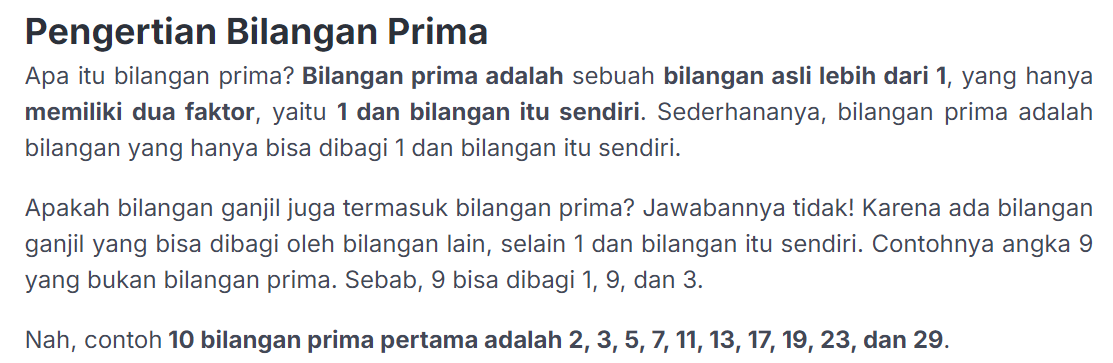 Pengertian Bilangan Prima
Apa itu bilangan prima? Bilangan prima adalah sebuah bilangan asli lebih dari 1, yang hanya
memiliki dua faktor, yaitu 1 dan bilangan itu sendiri. Sederhananya, bilangan prima adalah
bilangan yang hanya bisa dibagi 1 dan bilangan itu sendiri.
Apakah bilangan ganjil juga termasuk bilangan prima? Jawabannya tidak! Karena ada bilangan
ganjil yang bisa dibagi oleh bilangan lain, selain 1 dan bilangan itu sendiri. Contohnya angka 9
yang bukan bilangan prima. Sebab, 9 bisa dibagi 1, 9, dan 3.
Nah, contoh 10 bilangan prima pertama adalah 2, 3, 5, 7, 11, 13, 17, 19, 23, dan 29.